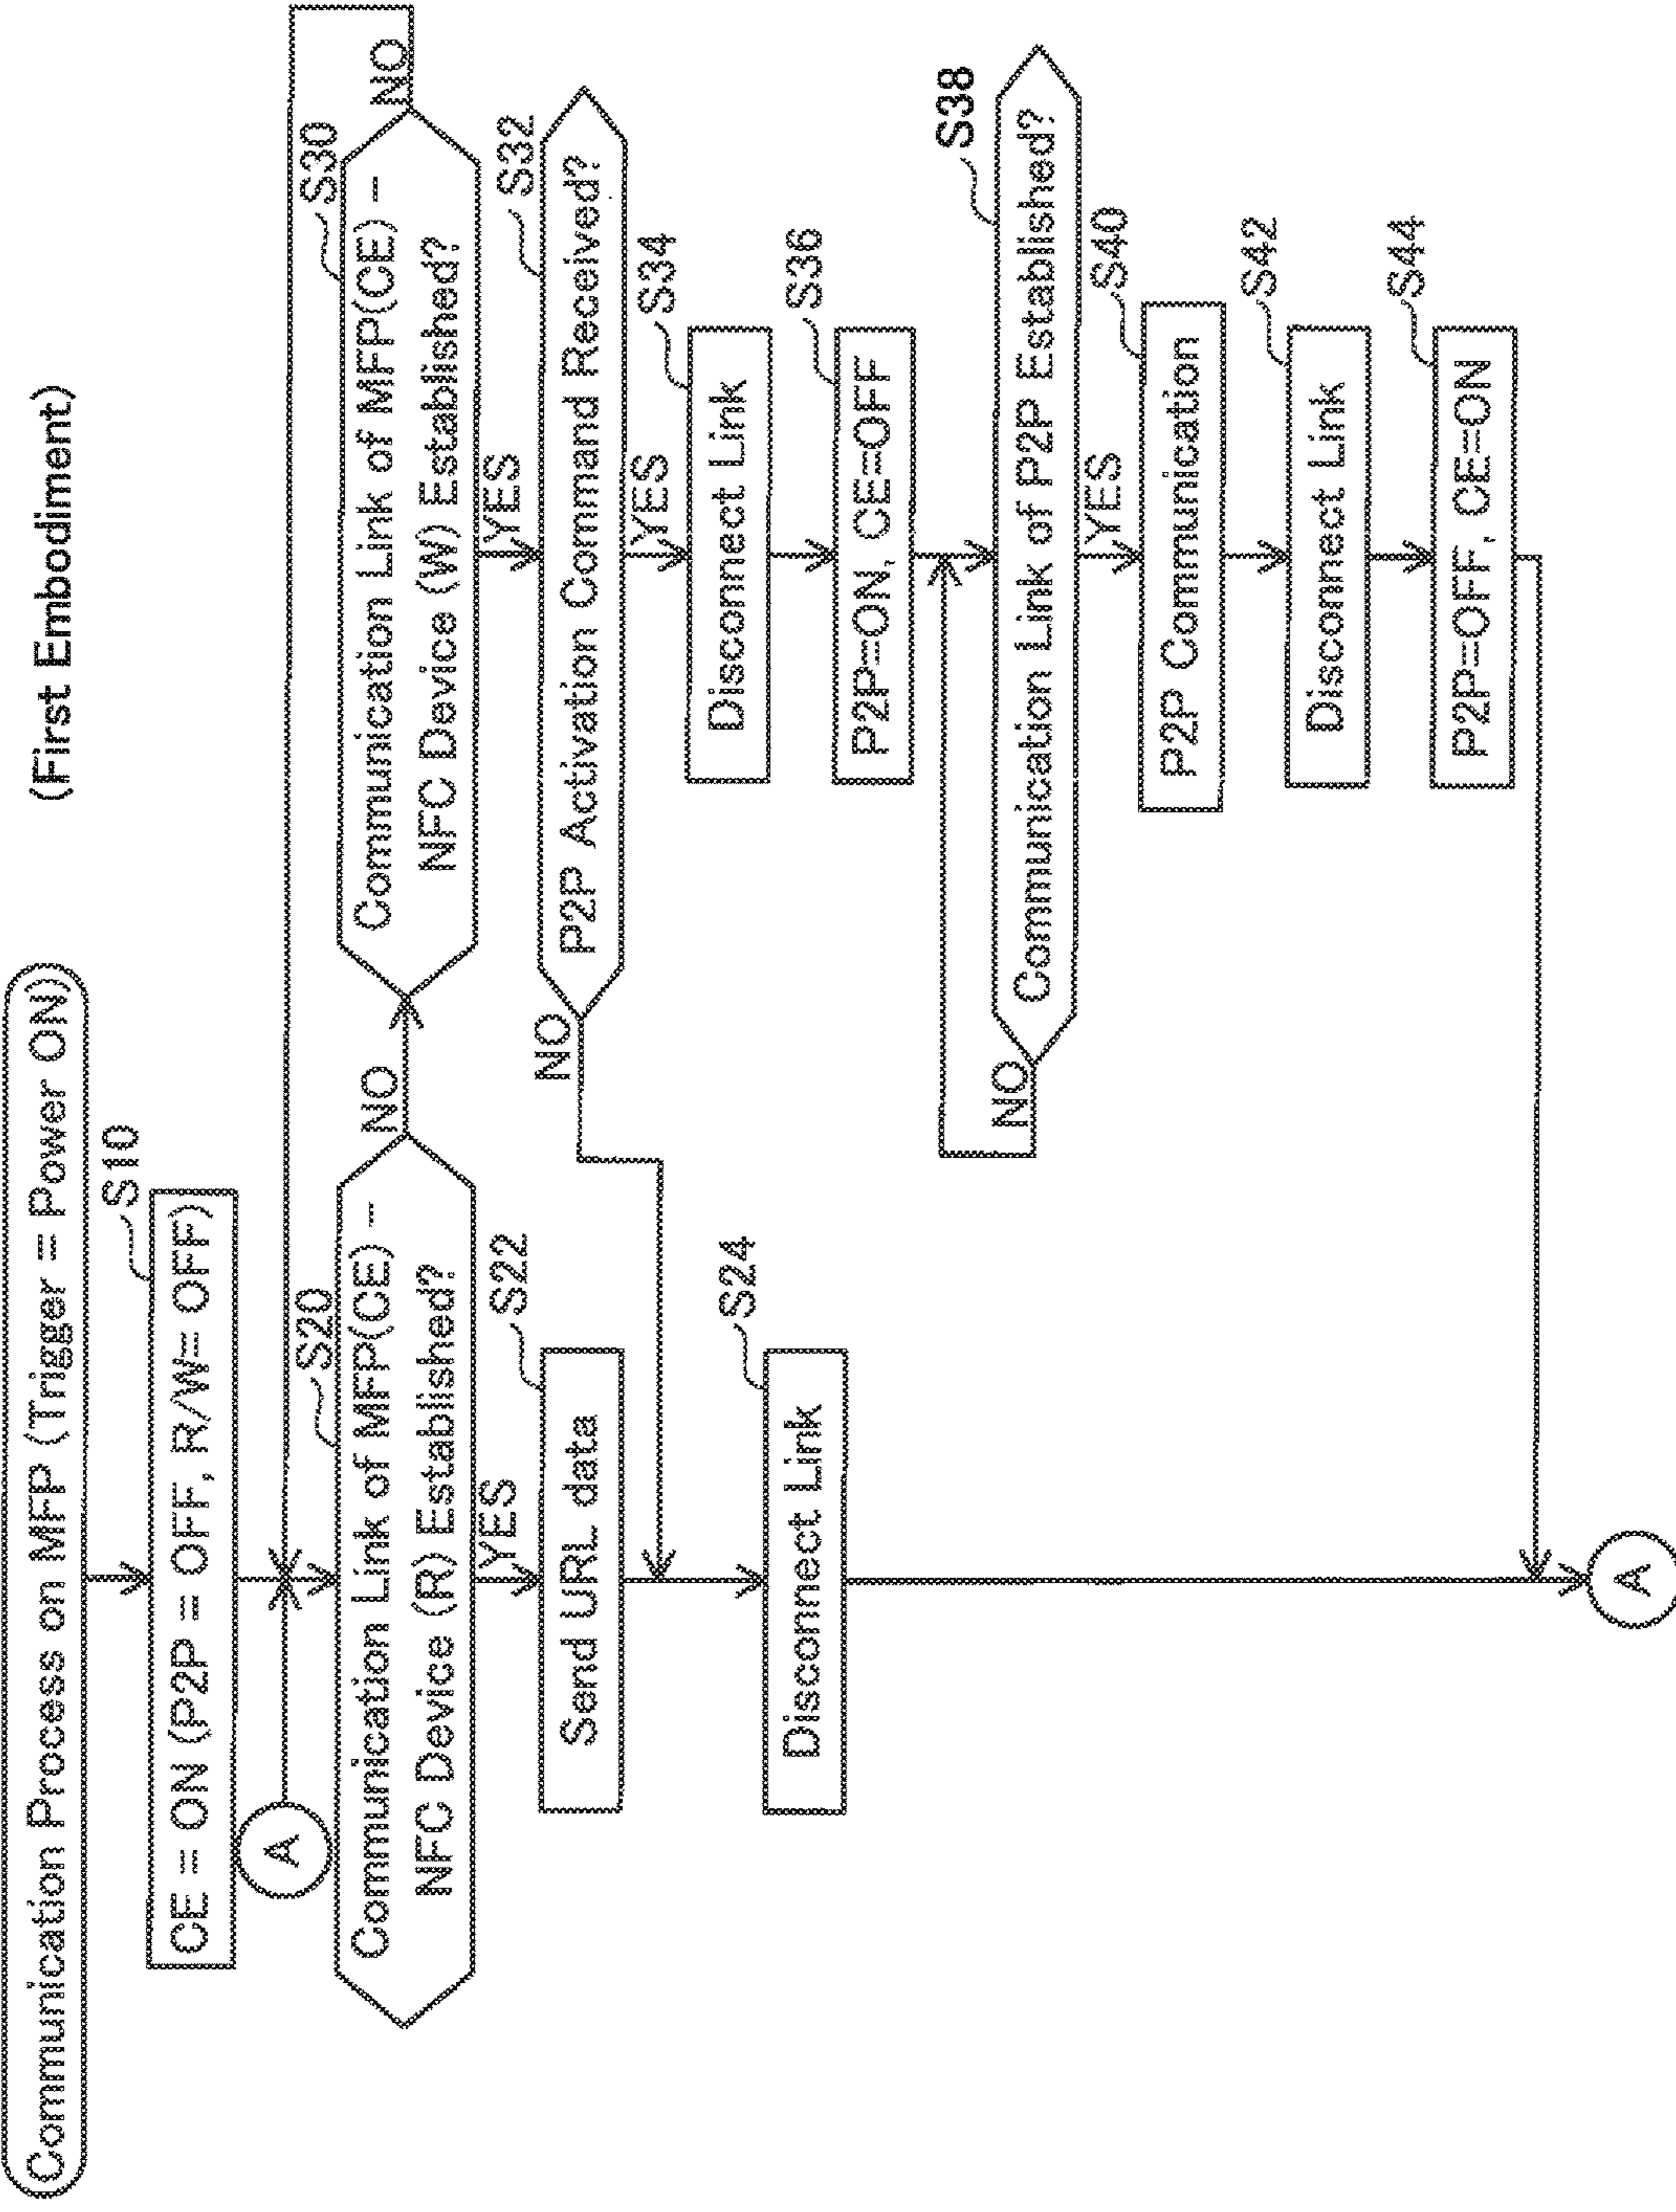 (First Embodiment)
Communication Process on MFP (Trigger = Power ON)
S10
CE = ON (P2P = OFF, R/W= OFF)
A
S20
Communication Link of MFP(CE) –
NFC Device (R) Established?
NO
YES
S22
Send URL data
S24
Disconnect Link
S30
Communication Link of MFP(CE) –
NFC Device (W) Established?
NO
YES
S32
P2P Activation Command Received?
NO
YES
S34
Disconnect Link
S36
P2P=ON, CE=OFF
S38
Communication Link of P2P Established?
NO
YES
S40
P2P Communication
S42
Disconnect Link
S44
P2P=OFF, CE=ON
A